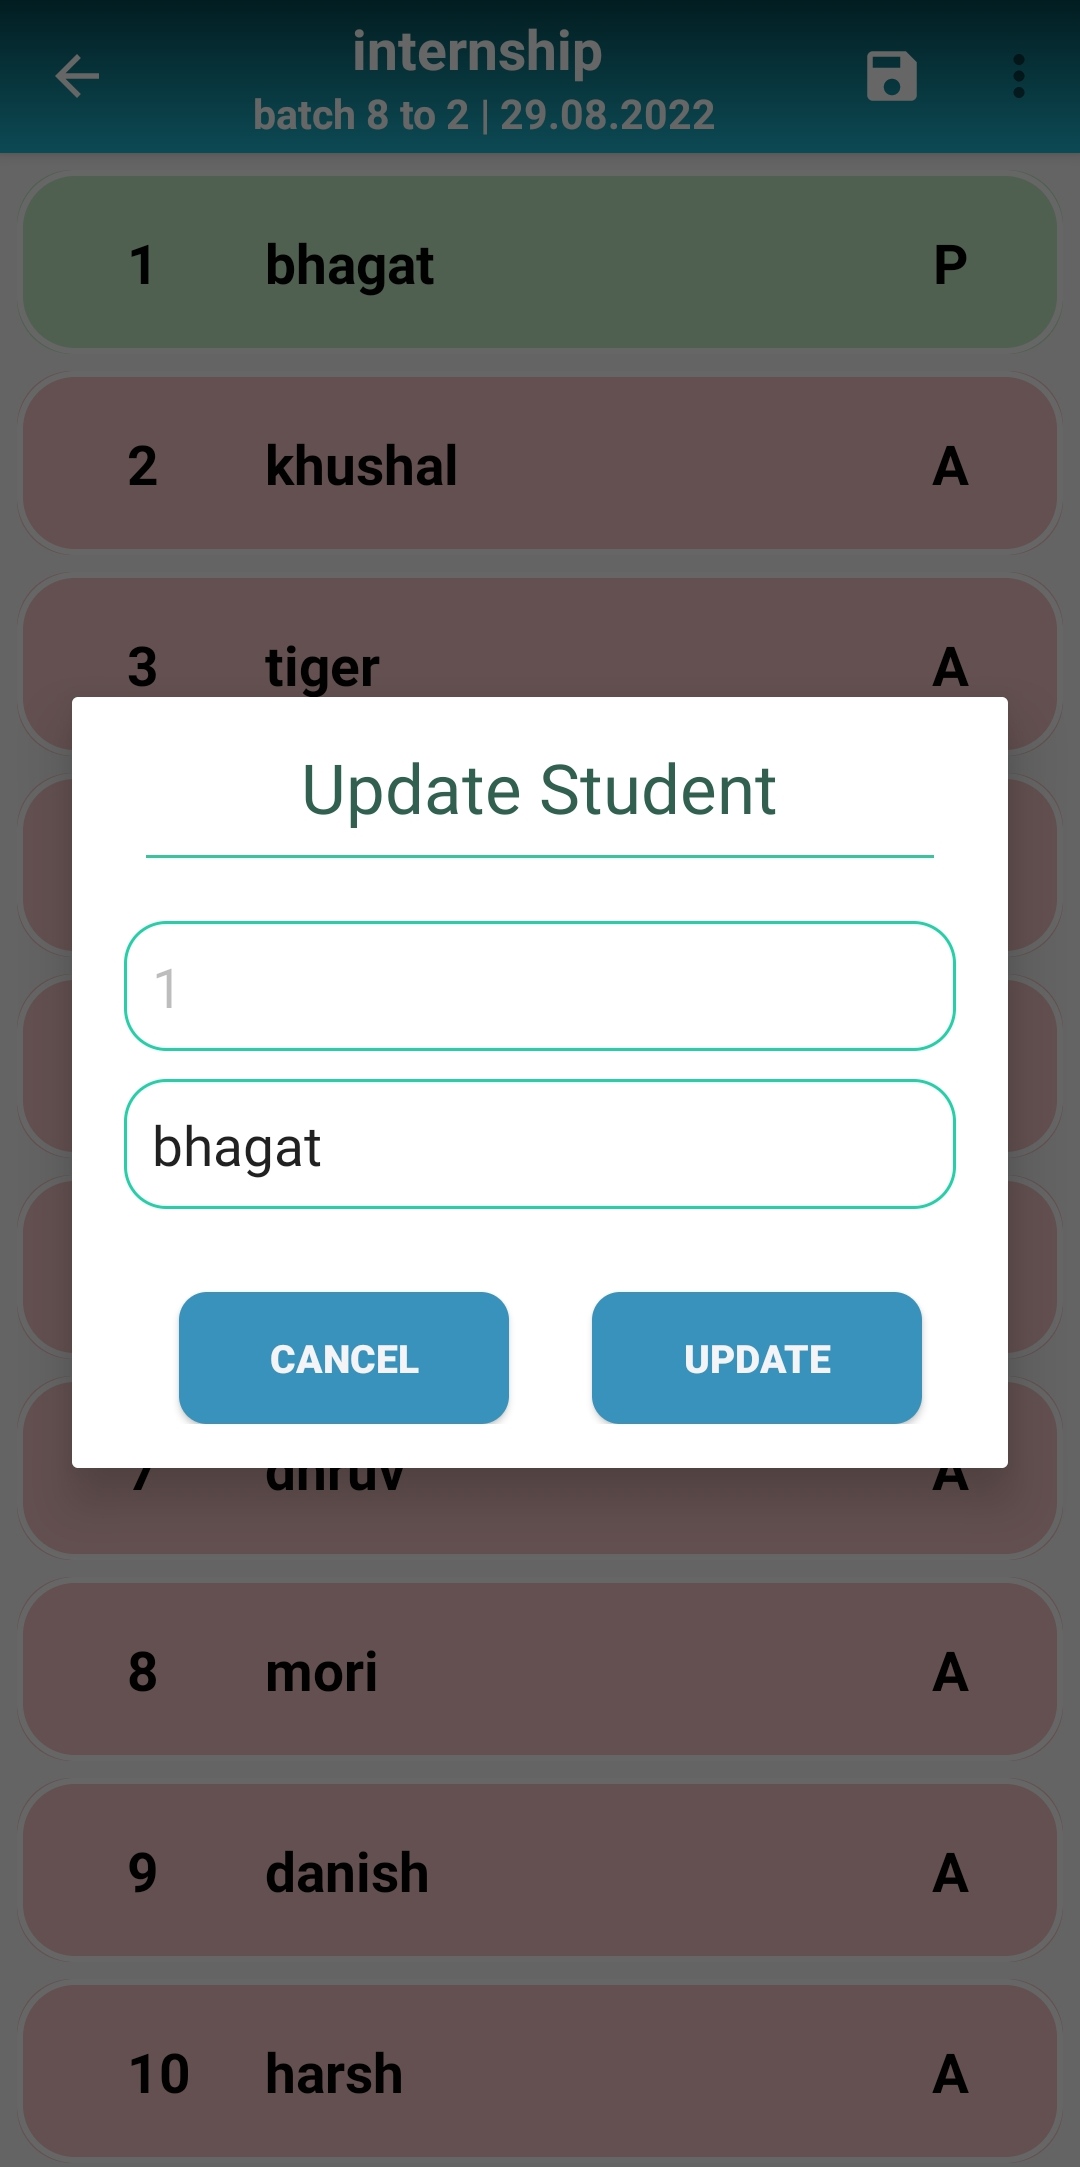 internship
batch 8 to 2 | 29.08.2022
1 bhagat P
2 khushal A
3 tiger A
Update Student
1
bhagat
CANCEL UPDATE
7 dhruv A
8 mori A
9 danish A
10 harsh A